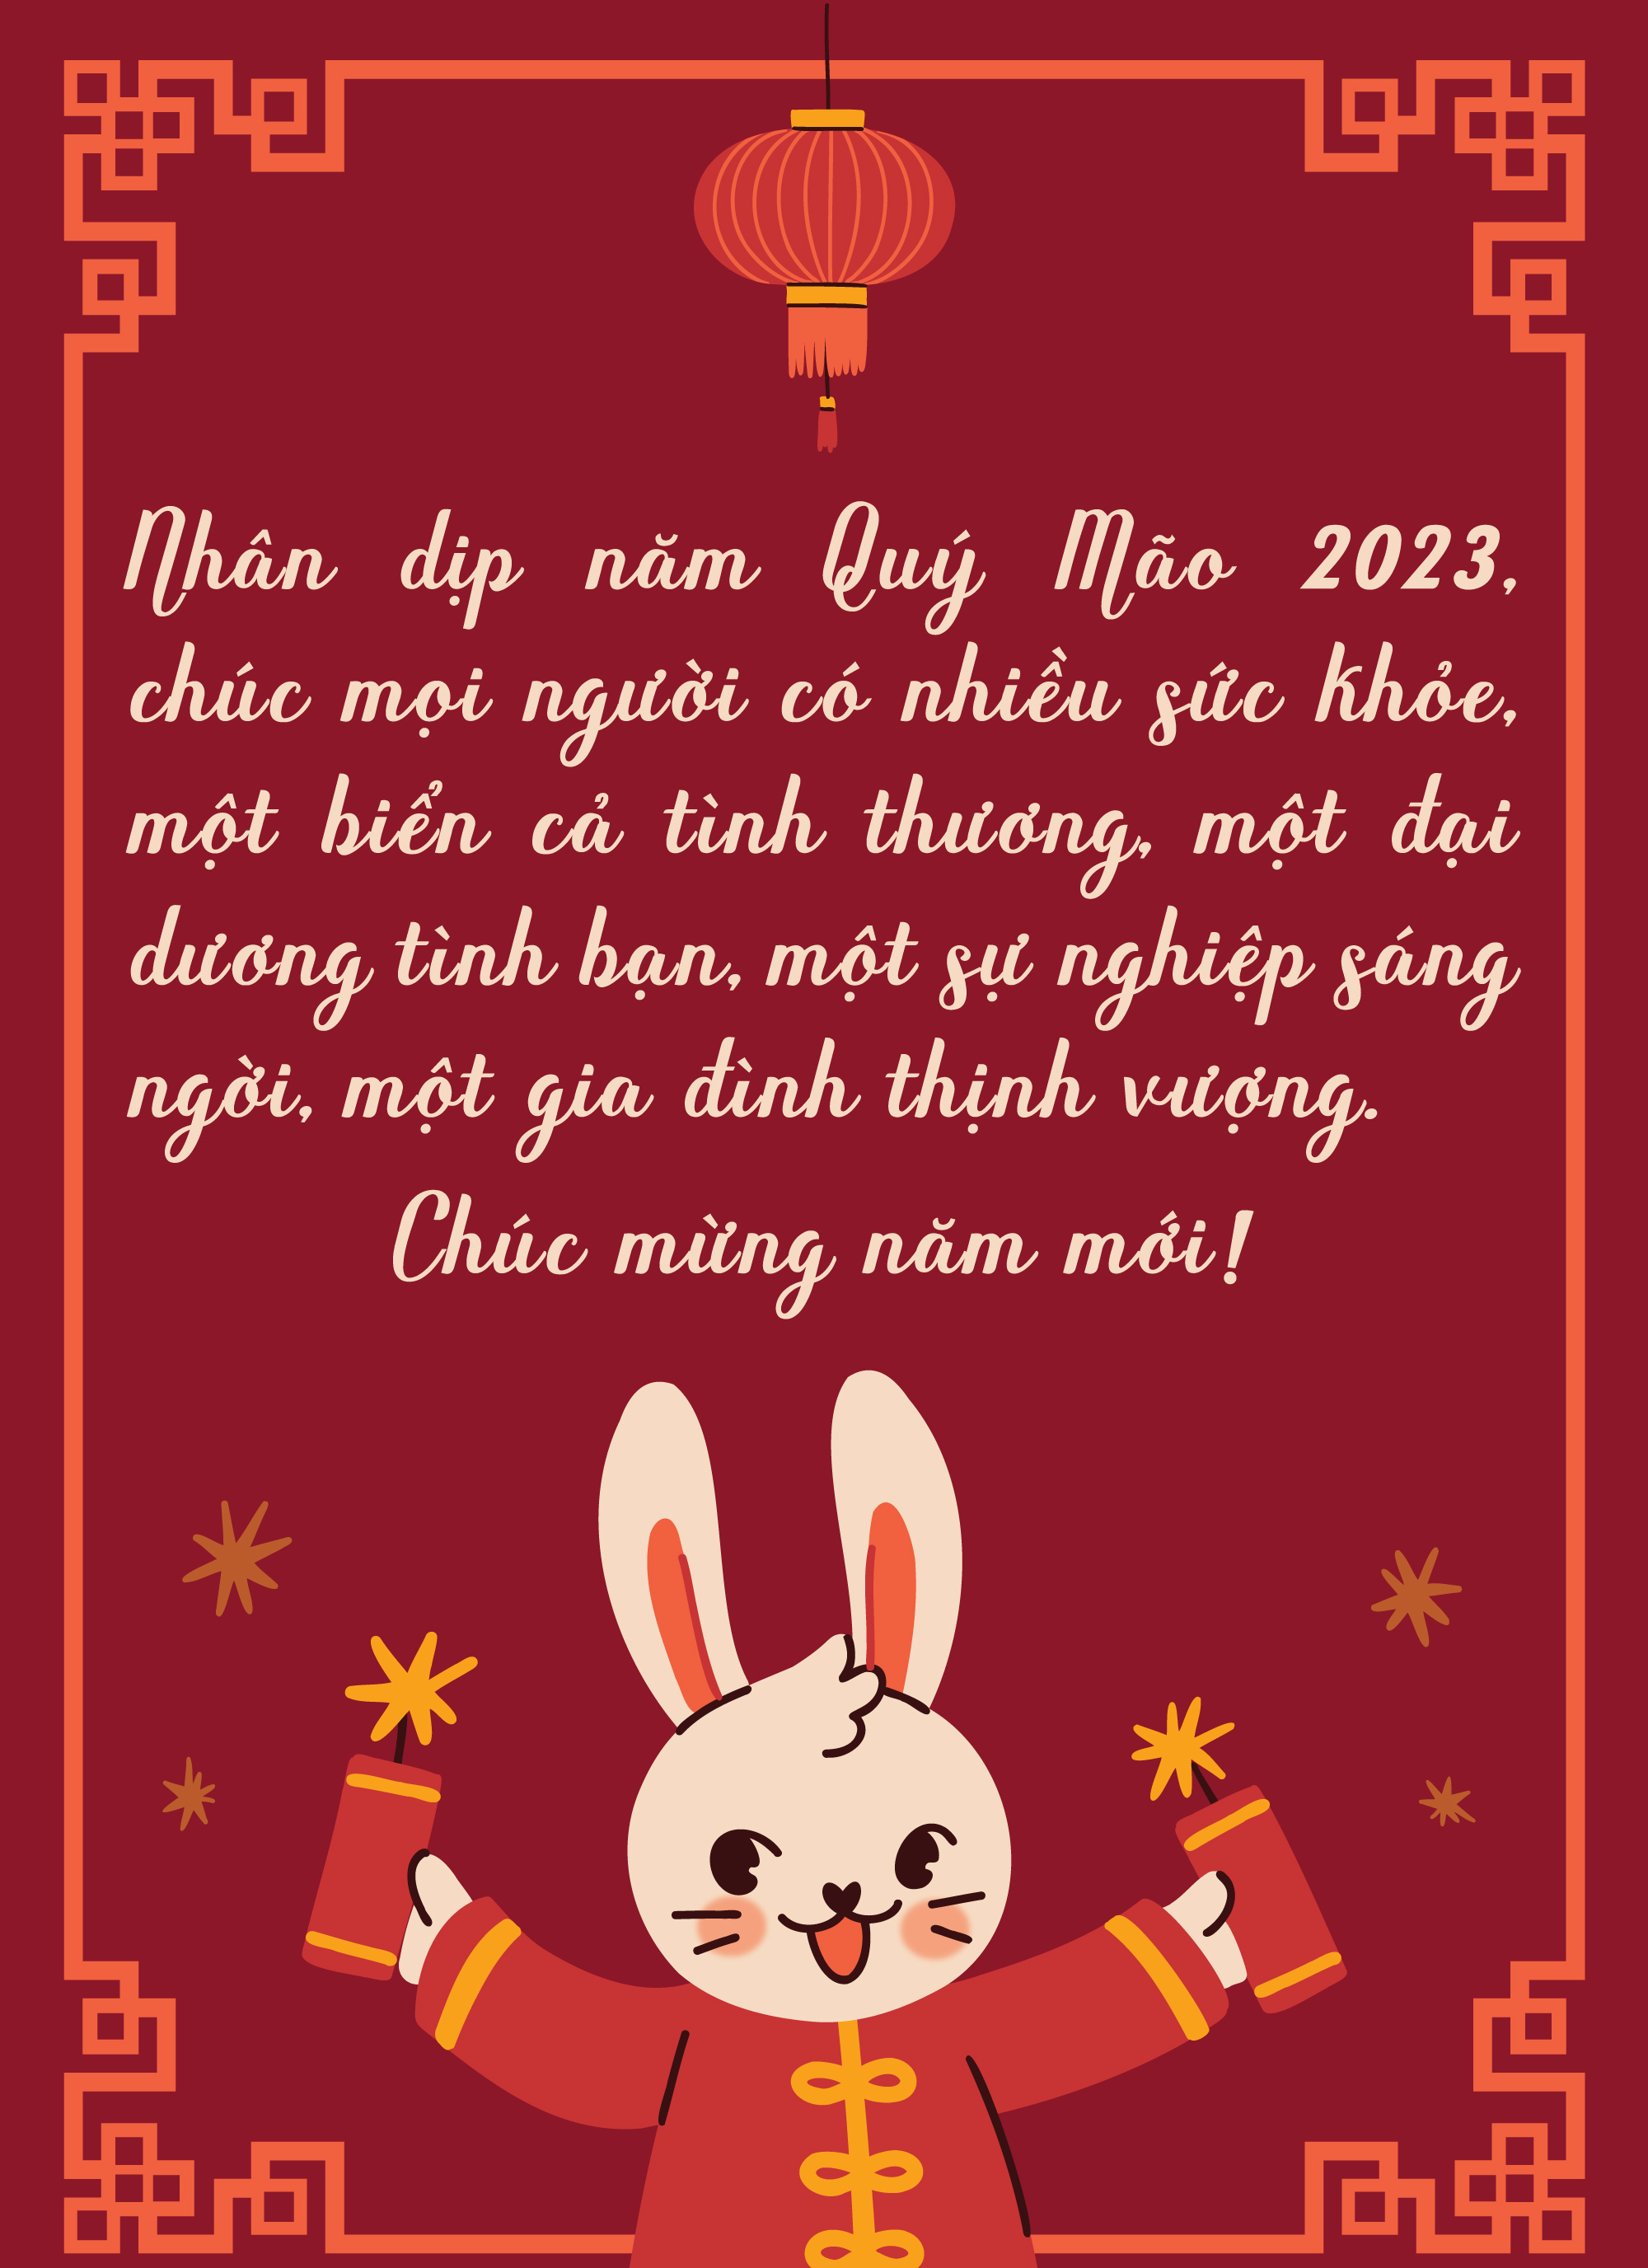 Nhân dịp năm Quý Mão 2023,
chúc mọi người có nhiều sức khỏe,
một biển cả tình thương, một đại
dương tình bạn, một sự nghiệp sáng
ngời, một gia đình thịnh vượng.
Chúc mừng năm mới!